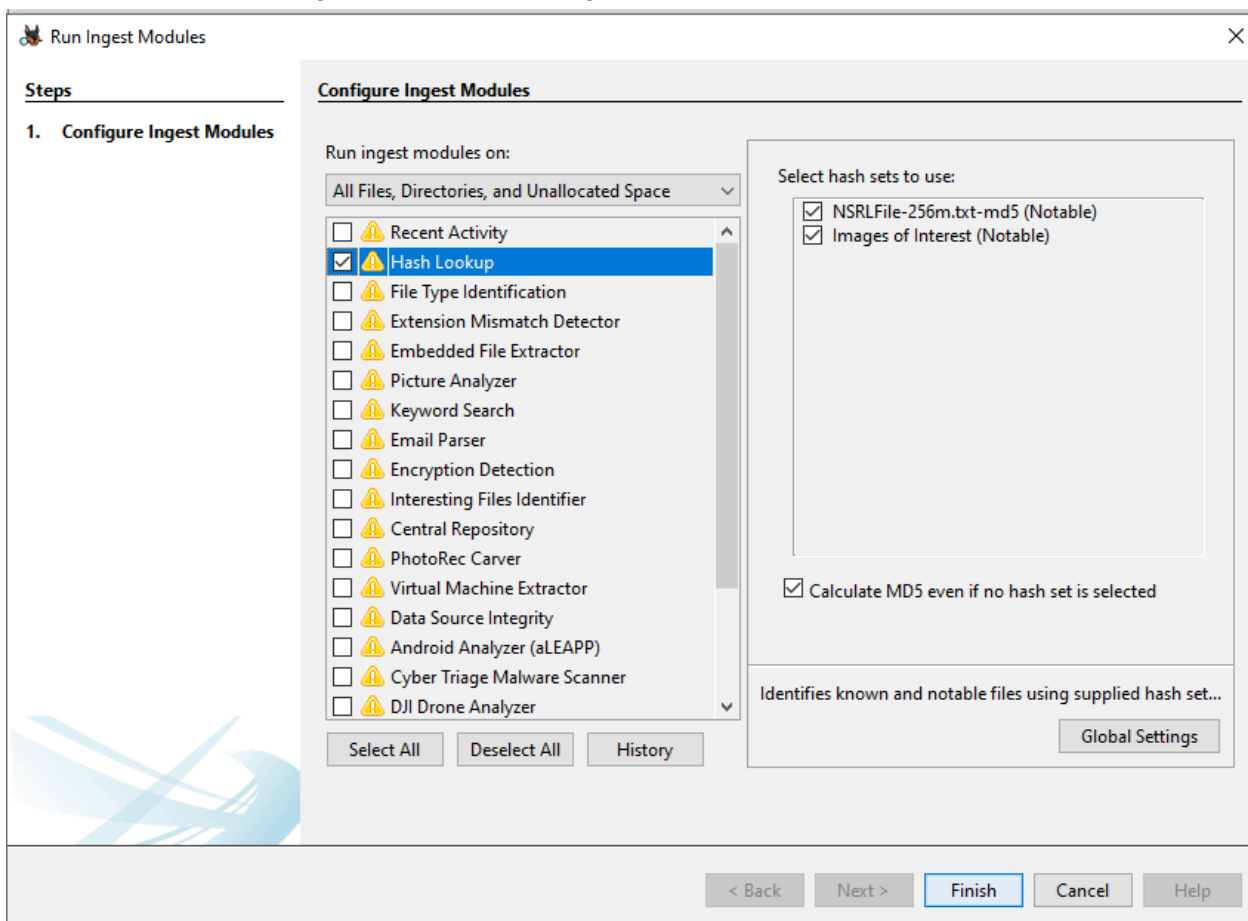 Run Ingest Modules
Steps
1. Configure Ingest Modules
Configure Ingest Modules
Run ingest modules on:
All Files, Directories, and Unallocated Space
Recent Activity
Hash Lookup
File Type Identification
Extension Mismatch Detector
Embedded File Extractor
Picture Analyzer
Keyword Search
Email Parser
Encryption Detection
Interesting Files Identifier
Central Repository
PhotoRec Carver
Virtual Machine Extractor
Data Source Integrity
Android Analyzer (aLEAPP)
Cyber Triage Malware Scanner
DJI Drone Analyzer
Select All Deselect All History
Select hash sets to use:
NSRLFile-256m.txt-md5 (Notable)
Images of Interest (Notable)
Calculate MD5 even if no hash set is selected
Identifies known and notable files using supplied hash set...
Global Settings
< Back Next > Finish Cancel Help